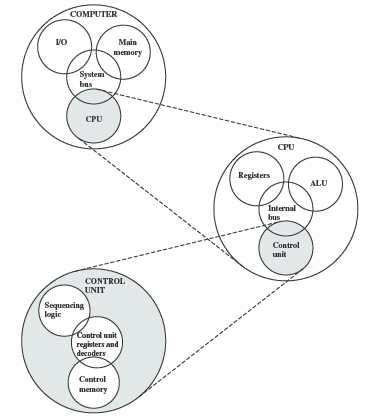 COMPUTER
I/O
Main
memory
System
bus
CPU
CPU
Registers
ALU
Internal
bus
Control
unit
CONTROL
UNIT
Sequencing
logic
Control unit
registers and
decoders
Control
memory